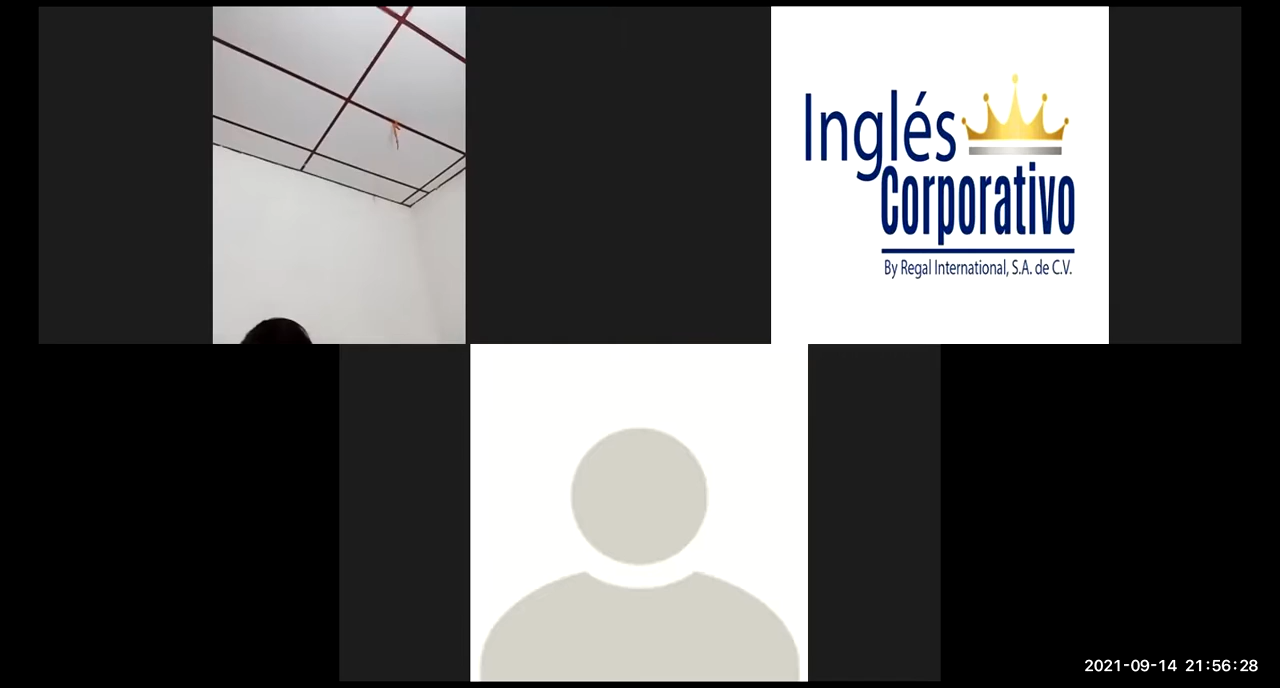 Inglés
Corporativo
By Regal International, S.A. de C.V.
2021-09-14 21:56:28